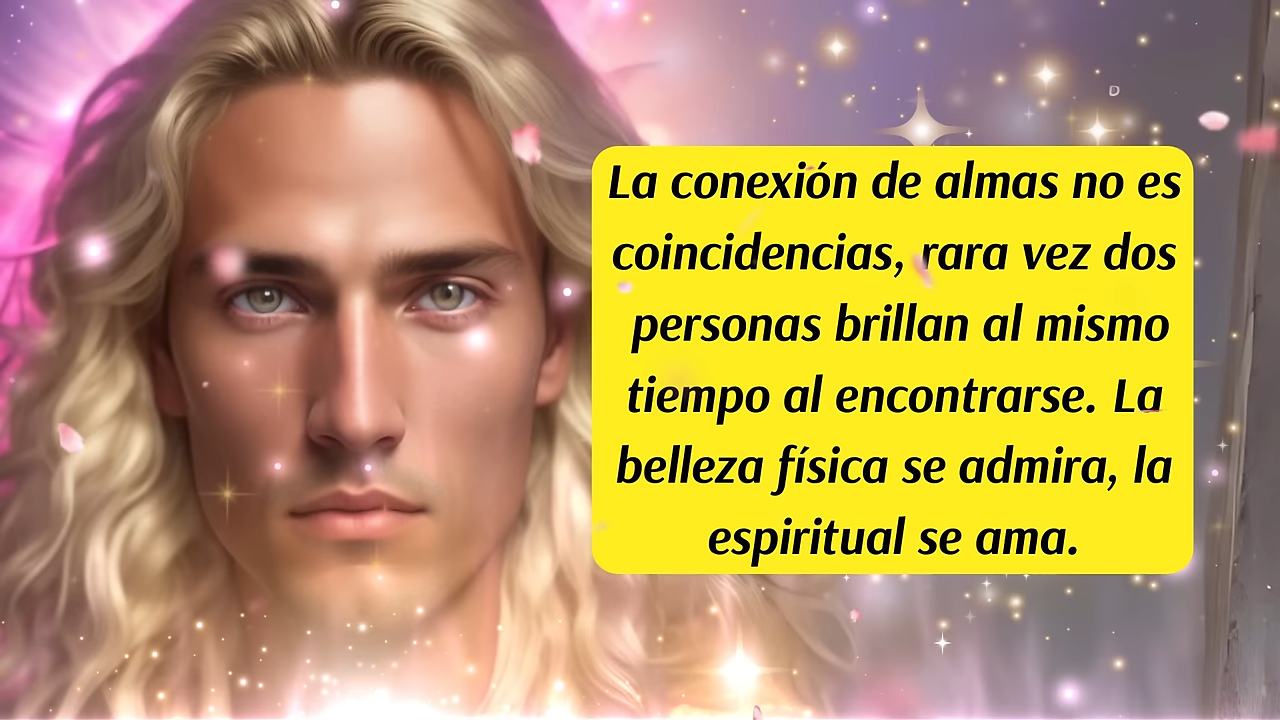 La conexión de almas no es
coincidencias, rara vez dos
personas brillan al mismo
tiempo al encontrarse. La
belleza física se admira, la
espiritual se ama.